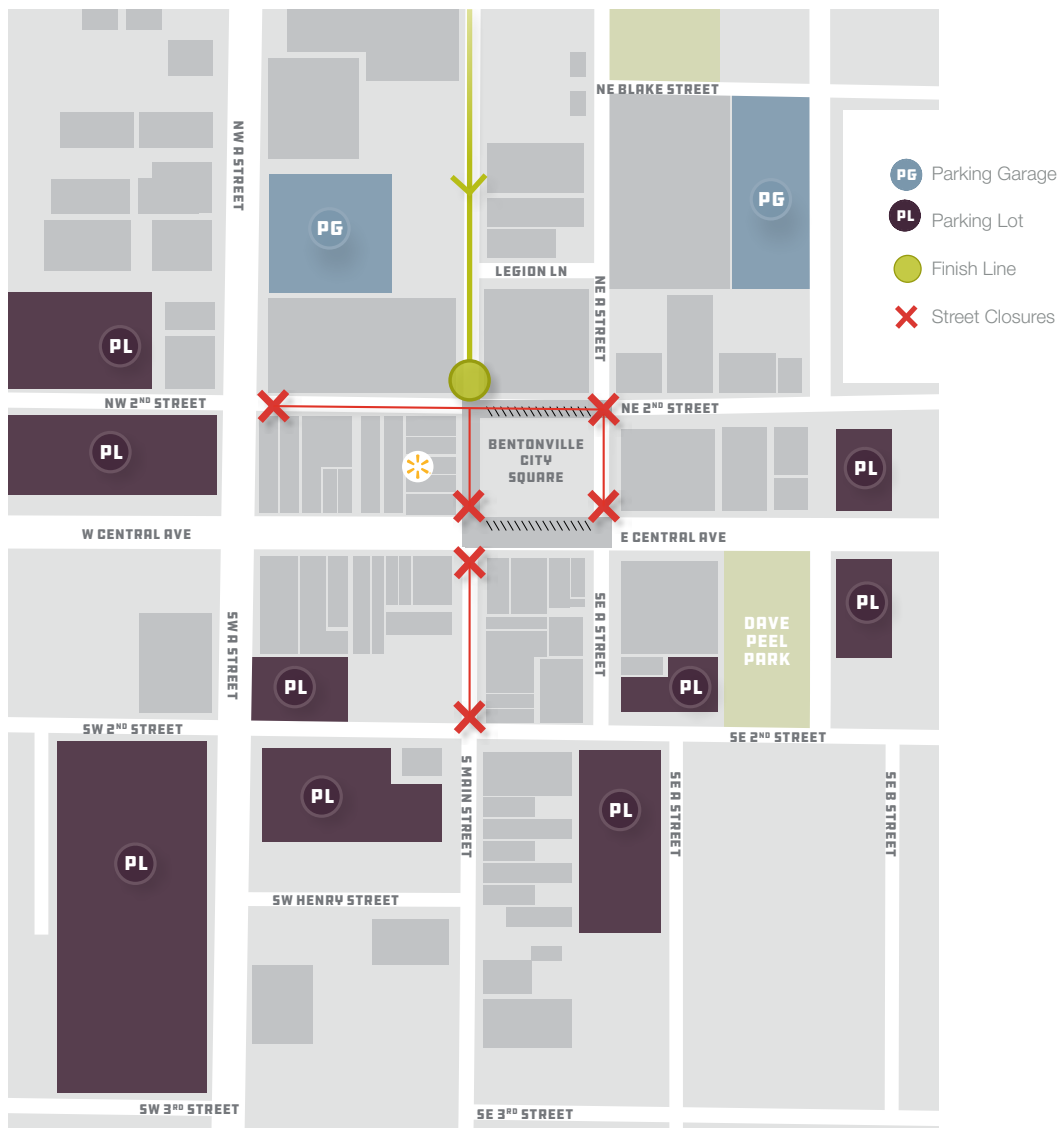 NE BLAKE STREET
NW A STREET
PG
PG
PG Parking Garage
PL Parking Lot
Finish Line
Street Closures
LEGION LN
NE A STREET
PL
NW 2ND STREET
NE 2ND STREET
PL
BENTONVILLE
CITY
SQUARE
PL
W CENTRAL AVE
E CENTRAL AVE
PL
DAVE
PEEL
PARK
SW A STREET
SE A STREET
PL
PL
SW 2ND STREET
SE 2ND STREET
S MAIN STREET
SE A STREET
SE B STREET
PL
PL
PL
SW HENRY STREET
SW 3RD STREET
SE 3RD STREET